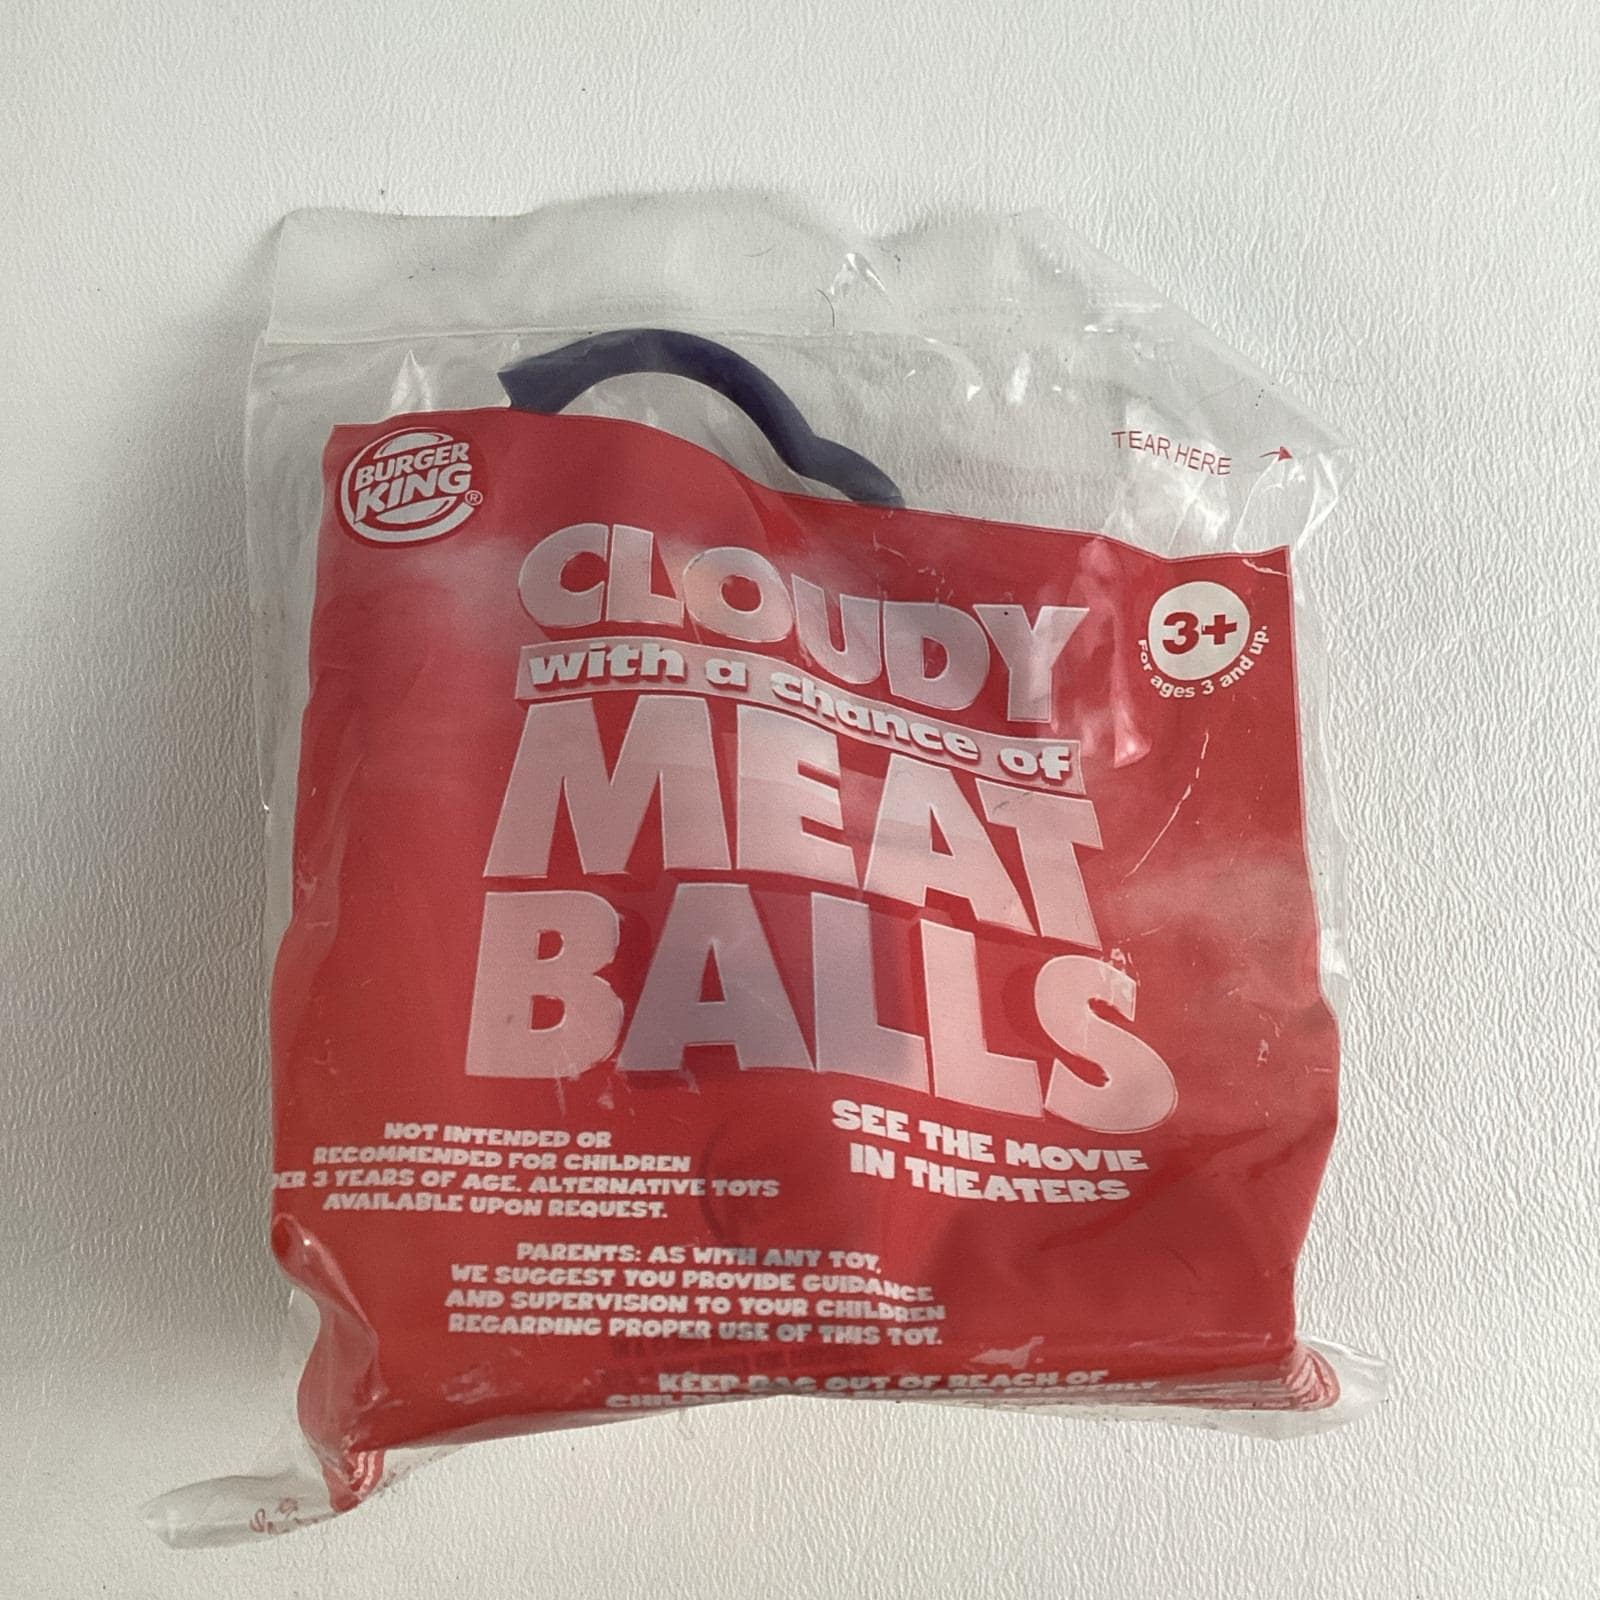 TEAR HERE
BURGER
KING®
CLOUDY
with a chance of
MEAT
BALLS
3+
For ages 3 and up.
SEE THE MOVIE
IN THEATERS
NOT INTENDED OR
RECOMMENDED FOR CHILDREN
DER 3 YEARS OF AGE. ALTERNATIVE TOYS
AVAILABLE UPON REQUEST.
PARENTS: AS WITH ANY TOY,
WE SUGGEST YOU PROVIDE GUIDANCE
AND SUPERVISION TO YOUR CHILDREN
REGARDING PROPER USE OF THIS TOY.
KEEP BAG OUT OF REACH OF